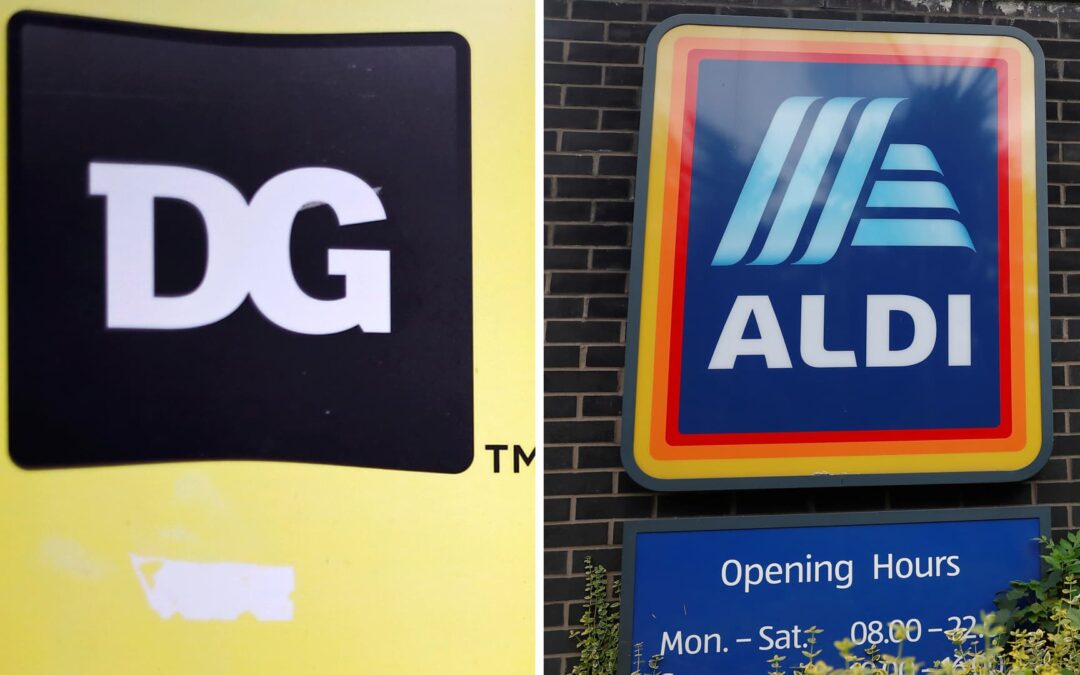 DG
TM
ALDI
Opening Hours
Mon. – Sat. 08.00 – 22.